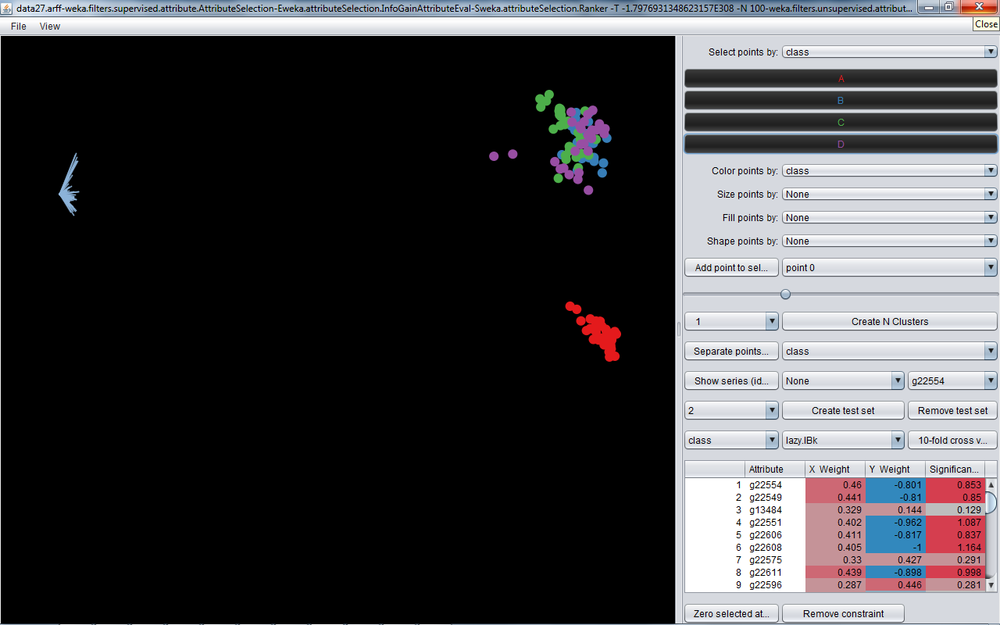 data27.arff-weka.filters.supervised.attribute.AttributeSelection-Eweka.attributeSelection.InfoGainAttributeEval-Sweka.attributeSelection.Ranker -T -1.7976931348623157E308 -N 100-weka.filters.unsupervised.attribut...
File View
Close
Select points by: class
A
B
C
D
Color points by: class
Size points by: None
Fill points by: None
Shape points by: None
Add point to sel... point 0
1 Create N Clusters
Separate points... class
Show series (id... None g22554
2 Create test set Remove test set
class lazy.IBk 10-fold cross v...
Attribute X Weight Y Weight Significan...
1 g22554 0.46 -0.801 0.853
2 g22549 0.441 -0.81 0.85
3 g13484 0.329 0.144 0.129
4 g22551 0.402 -0.962 1.087
5 g22606 0.411 -0.817 0.837
6 g22608 0.405 -1 1.164
7 g22575 0.33 0.427 0.291
8 g22611 0.439 -0.898 0.998
9 g22596 0.287 0.446 0.281
Zero selected at... Remove constraint